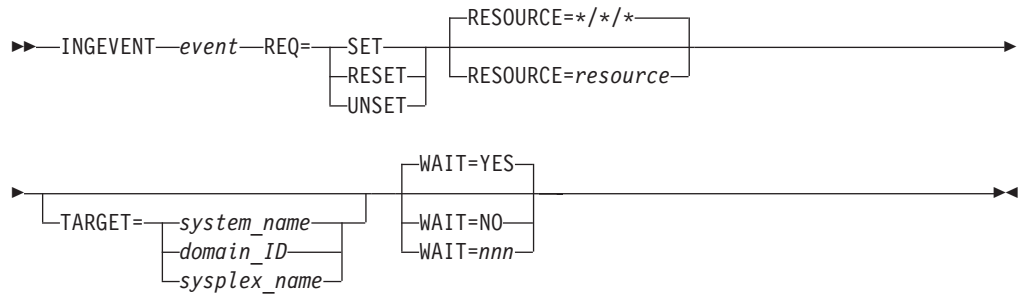 RESOURCE=*/*/*
INGEVENT event REQ= SET
RESET
UNSET
RESOURCE=resource
WAIT=YES
TARGET= system_name
domain_ID
sysplex_name
WAIT=NO
WAIT=nnn